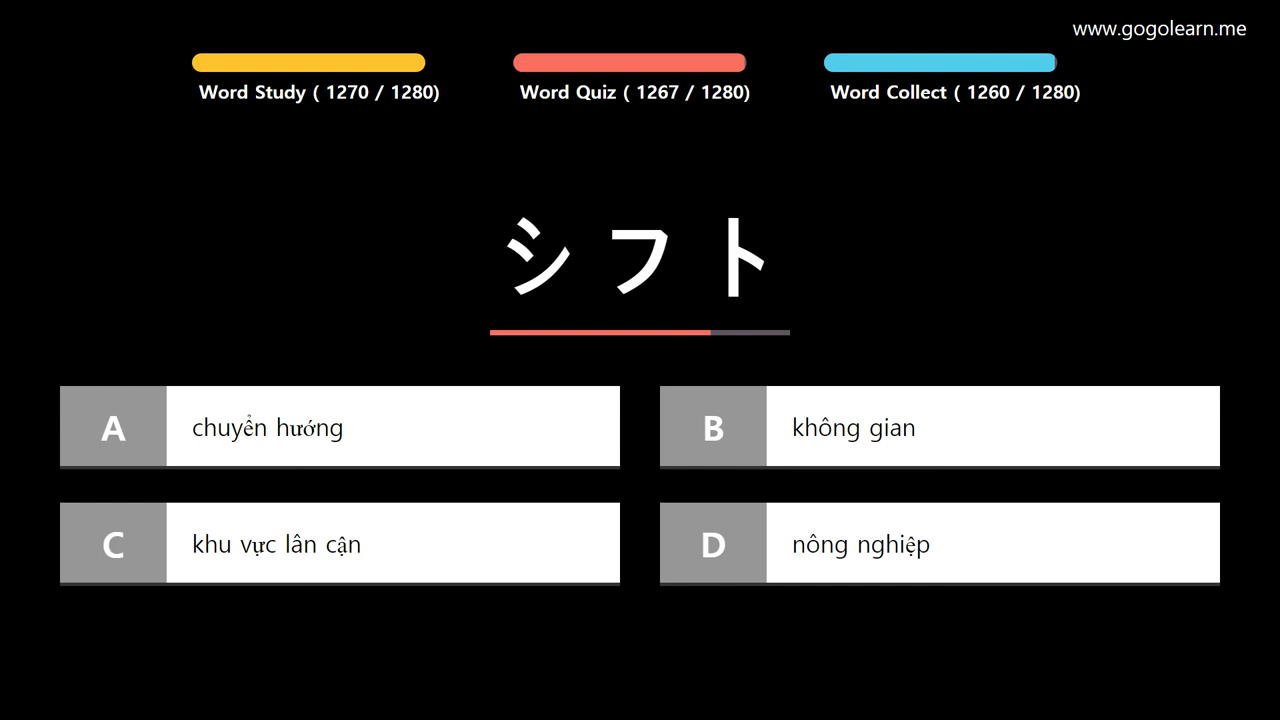 www.gogolearn.me
Word Study ( 1270 / 1280)
Word Quiz ( 1267 / 1280)
Word Collect ( 1260 / 1280)
シフト
A chuyển hướng
B không gian
C khu vực lân cận
D nông nghiệp